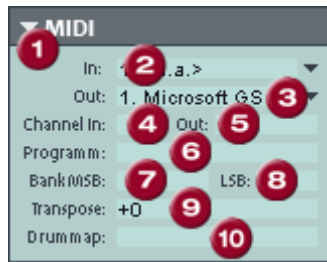 MIDI
1
In: 2 .a.>
Out: 1. Microsoft GS 3
Channel In: 4 Out: 5
Programm: 6
Bank MSB: 7 LSB: 8
Transpose: +0 9
Drummap: 10